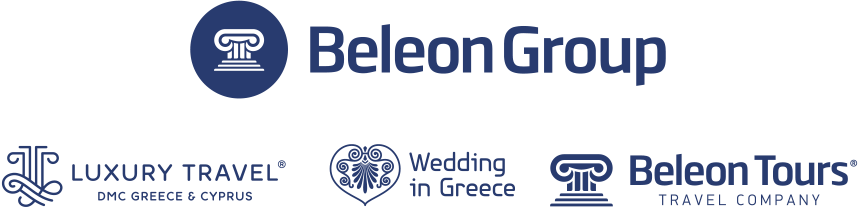 Beleon Group
LUXURY TRAVEL®
DMC GREECE & CYPRUS
Wedding
in Greece
Beleon Tours®
TRAVEL COMPANY